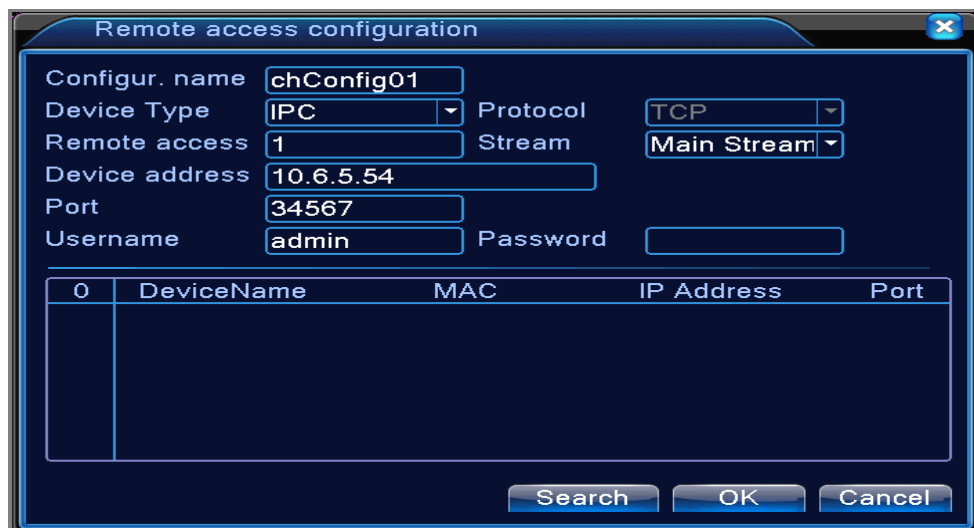 Remote access configuration
Configur. name chConfig01
Device Type IPC Protocol TCP
Remote access 1 Stream Main Stream
Device address 10.6.5.54
Port 34567
Username admin Password
0 DeviceName MAC IP Address Port
Search OK Cancel